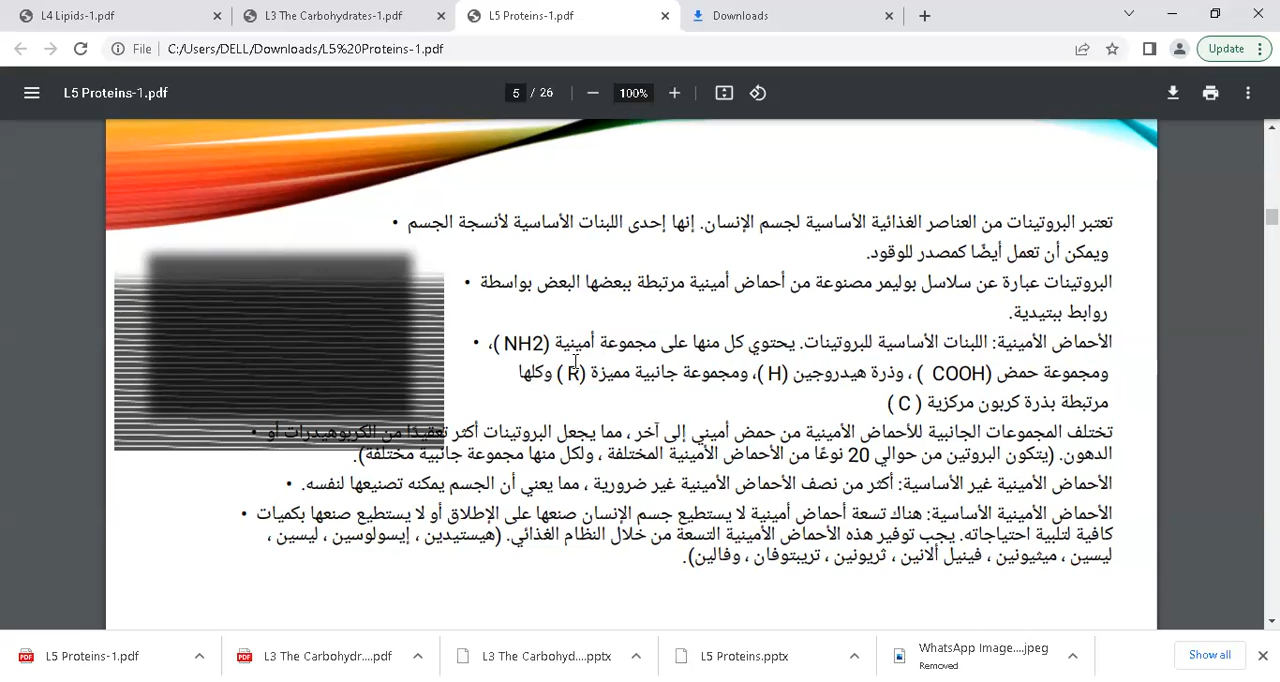 L4 Lipids-1.pdf
L3 The Carbohydrates-1.pdf
L5 Proteins-1.pdf
Downloads
File
C:/Users/DELL/Downloads/L5%20Proteins-1.pdf
Update
L5 Proteins-1.pdf
5 / 26
100%
• تعتبر البروتينات من العناصر الغذائية الأساسية لجسم الإنسان. إنها إحدى اللبنات الأساسية لأنسجة الجسم
ويمكن أن تعمل أيضًا كمصدر للوقود.
• البروتينات عبارة عن سلاسل بوليمر مصنوعة من أحماض أمينية مرتبطة ببعضها البعض بواسطة
روابط ببتيدية.
• الأحماض الأمينية: اللبنات الأساسية للبروتينات. يحتوي كل منها على مجموعة أمينية (NH2 )،
ومجموعة حمض (COOH ) ، وذرة هيدروجين (H )، ومجموعة جانبية مميزة (R ) وكلها
مرتبطة بذرة كربون مركزية ( C )
• تختلف المجموعات الجانبية للأحماض الأمينية من حمض أميني إلى آخر ، مما يجعل البروتينات أكثر تعقيدًا من الكربوهيدرات أو
الدهون. (يتكون البروتين من حوالي 20 نوعًا من الأحماض الأمينية المختلفة ، ولكل منها مجموعة جانبية مختلفة).
• الأحماض الأمينية غير الأساسية: أكثر من نصف الأحماض الأمينية غير ضرورية ، مما يعني أن الجسم يمكنه تصنيعها لنفسه.
• الأحماض الأمينية الأساسية: هناك تسعة أحماض أمينية لا يستطيع جسم الإنسان صنعها على الإطلاق أو لا يستطيع صنعها بكميات
كافية لتلبية احتياجاته. يجب توفير هذه الأحماض الأمينية التسعة من خلال النظام الغذائي. (هيستيدين ، إيسولوسين ، ليسين ،
ليسين ، ميثيونين ، فينيل ألانين ، ثريونين ، تريبتوفان ، وفالين).
L5 Proteins-1.pdf
L3 The Carbohydr....pdf
L3 The Carbohyd....pptx
L5 Proteins.pptx
WhatsApp Image....jpeg
Removed
Show all